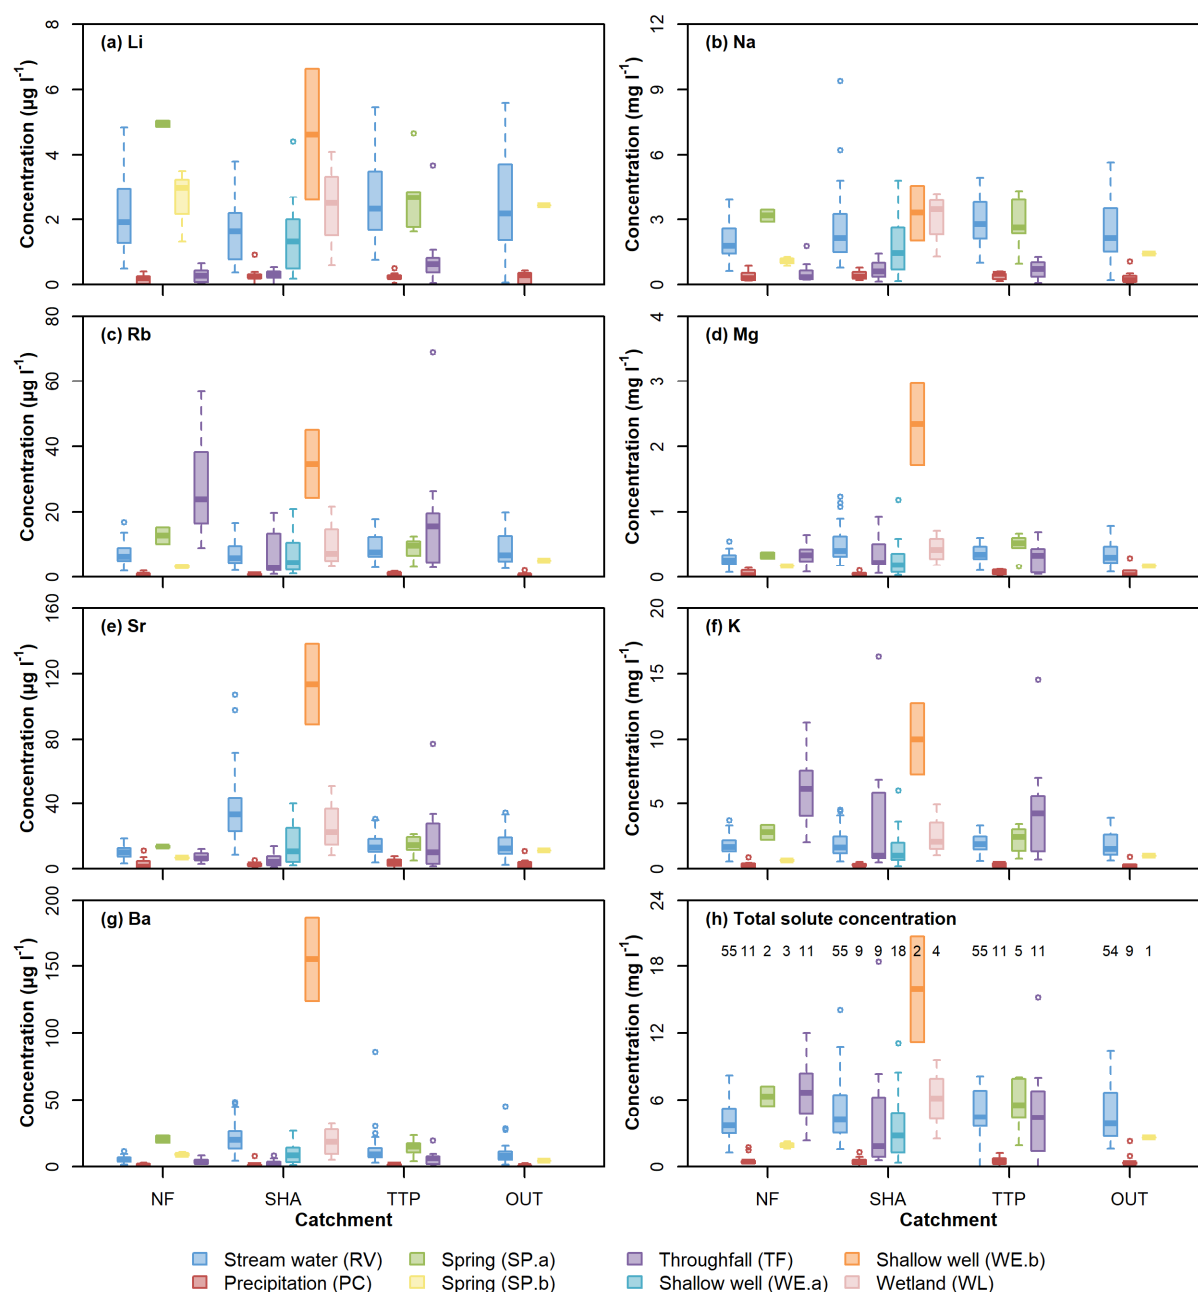 (a) Li
Concentration (µg l⁻¹)
0 2 4 6 8
(b) Na
Concentration (mg l⁻¹)
0 3 6 9 12
(c) Rb
Concentration (µg l⁻¹)
0 20 40 60 80
(d) Mg
Concentration (mg l⁻¹)
0 1 2 3 4
(e) Sr
Concentration (µg l⁻¹)
0 40 80 120 160
(f) K
Concentration (mg l⁻¹)
0 5 10 15 20
(g) Ba
Concentration (µg l⁻¹)
0 50 100 150 200
NF SHA TTP OUT
Catchment
(h) Total solute concentration
55 11 2 3 11 55 9 9 18 2 4 55 11 5 11 54 9 1
Concentration (mg l⁻¹)
0 6 12 18 24
NF SHA TTP OUT
Catchment
Stream water (RV) Spring (SP.a) Throughfall (TF) Shallow well (WE.b)
Precipitation (PC) Spring (SP.b) Shallow well (WE.a) Wetland (WL)